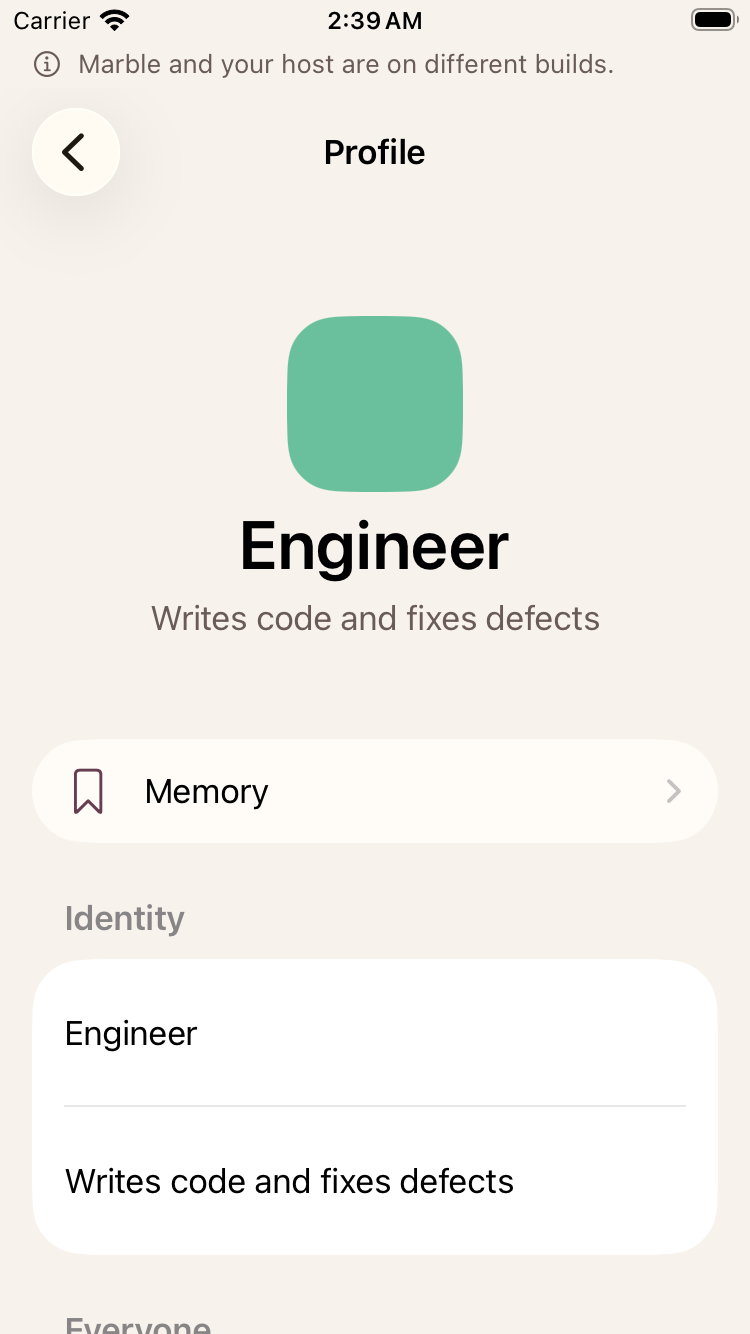 Carrier 2:39 AM
Marble and your host are on different builds.
Profile
Engineer
Writes code and fixes defects
Memory
Identity
Engineer
Writes code and fixes defects
Everyone